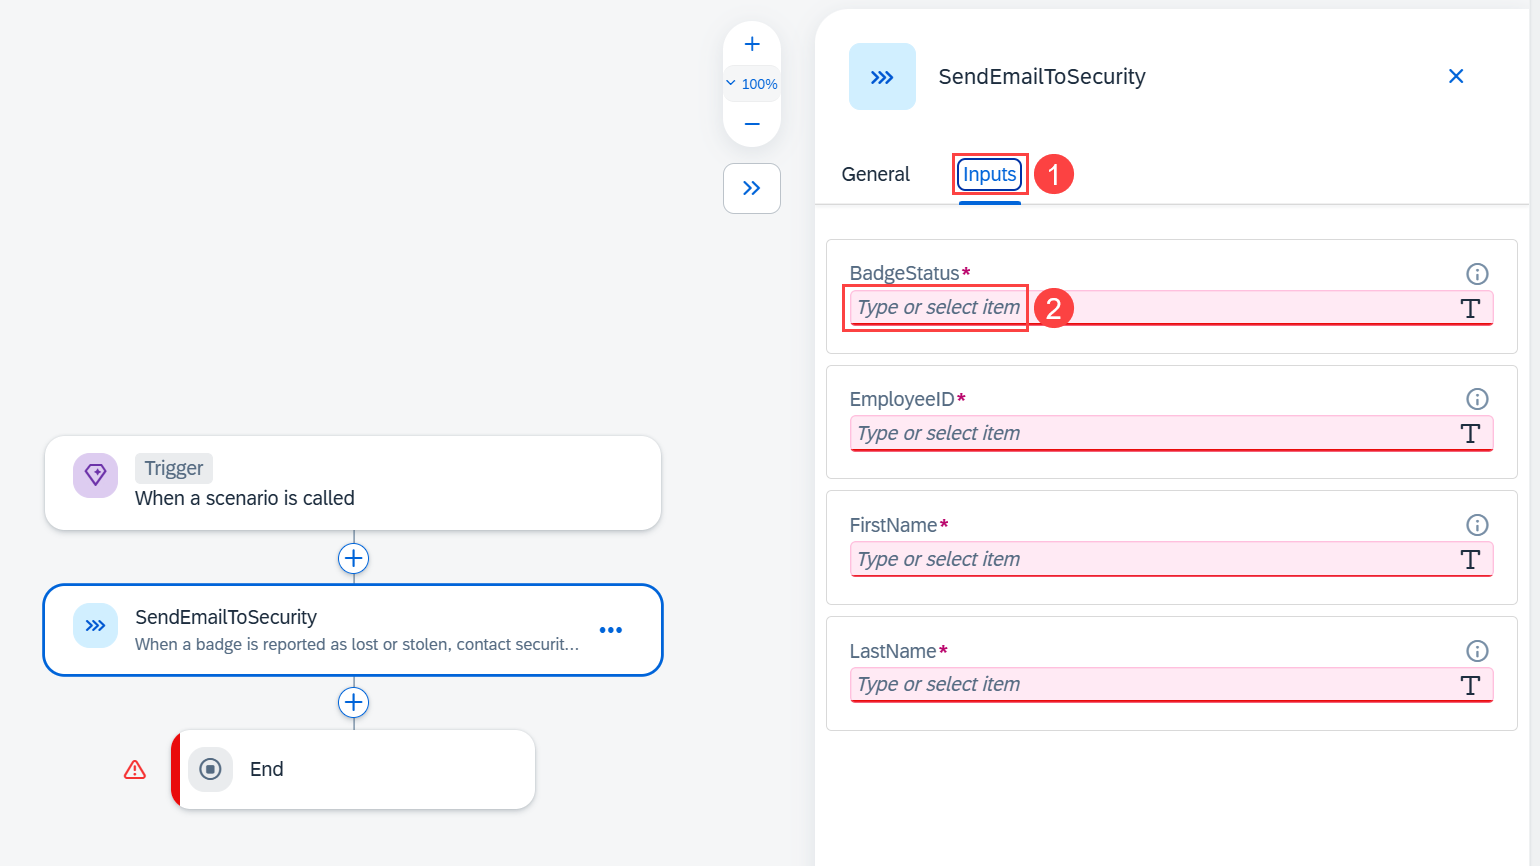 100%
Trigger
When a scenario is called
SendEmailToSecurity
When a badge is reported as lost or stolen, contact securit...
End
SendEmailToSecurity
General
Inputs
1
BadgeStatus*
Type or select item
2
EmployeeID*
Type or select item
FirstName*
Type or select item
LastName*
Type or select item